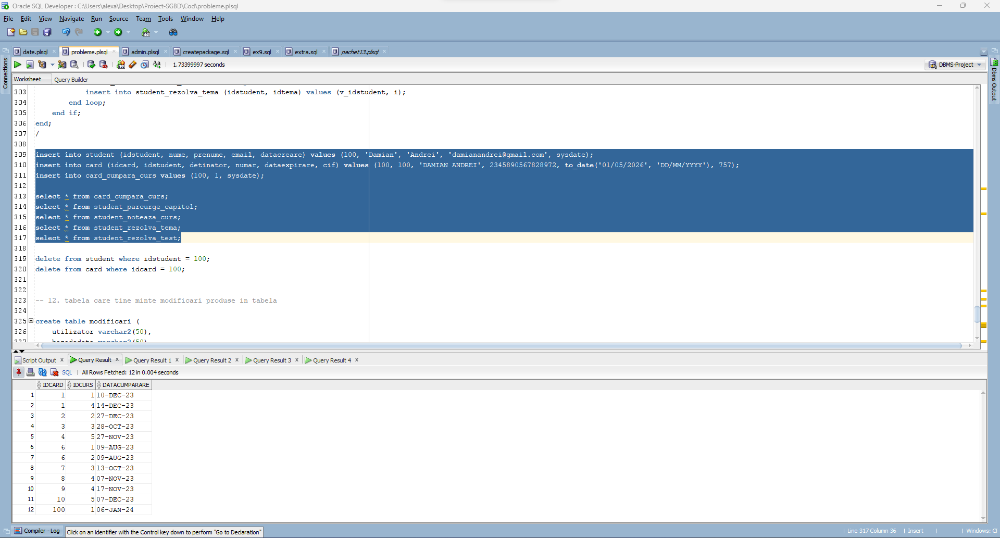 Oracle SQL Developer : C:\Users\alexa\Desktop\Proiect-SGBD\Cod\probleme.plsql
File Edit View Navigate Run Source Team Tools Window Help
date.plsql probleme.plsql admin.plsql createpackage.sql ex9.sql extra.sql pachet13.plsql
1.73399997 seconds
DBMS-Project
Connections
Dbms Output
Worksheet Query Builder
303 insert into student_rezolva_tema (idstudent, idtema) values (v_idstudent, i);
304 end loop;
305 end if;
306 end;
307 /
308
309 insert into student (idstudent, nume, prenume, email, datacreare) values (100, 'Damian', 'Andrei', 'damianandrei@gmail.com', sysdate);
310 insert into card (idcard, idstudent, detinator, numar, dataexpirare, cif) values (100, 100, 'DAMIAN ANDREI', 2345890567828972, to_date('01/05/2026', 'DD/MM/YYYY'), 757);
311 insert into card_cumpara_curs values (100, 1, sysdate);
312
313 select * from card_cumpara_curs;
314 select * from student_parcurge_capitol;
315 select * from student_noteaza_curs;
316 select * from student_rezolva_tema;
317 select * from student_rezolva_test;
318
319 delete from student where idstudent = 100;
320 delete from card where idcard = 100;
321
322
323 -- 12. tabela care tine minte modificari produse in tabela
324
325 create table modificari (
326 utilizator varchar2(50),
327 bazadedate varchar2(50)
Script Output x Query Result x Query Result 1 x Query Result 2 x Query Result 3 x Query Result 4 x
SQL All Rows Fetched: 12 in 0.004 seconds
IDCARD IDCURS DATACUMPARARE
1 1 1 10-DEC-23
2 1 4 14-DEC-23
3 2 2 27-DEC-23
4 3 3 28-OCT-23
5 4 5 27-NOV-23
6 6 1 09-AUG-23
7 6 2 09-AUG-23
8 7 3 13-OCT-23
9 8 4 07-NOV-23
10 9 4 17-NOV-23
11 10 5 07-DEC-23
12 100 1 06-JAN-24
Compiler - Log Click on an identifier with the Control key down to perform "Go to Declaration"
Line 317 Column 36 Insert Windows: CF